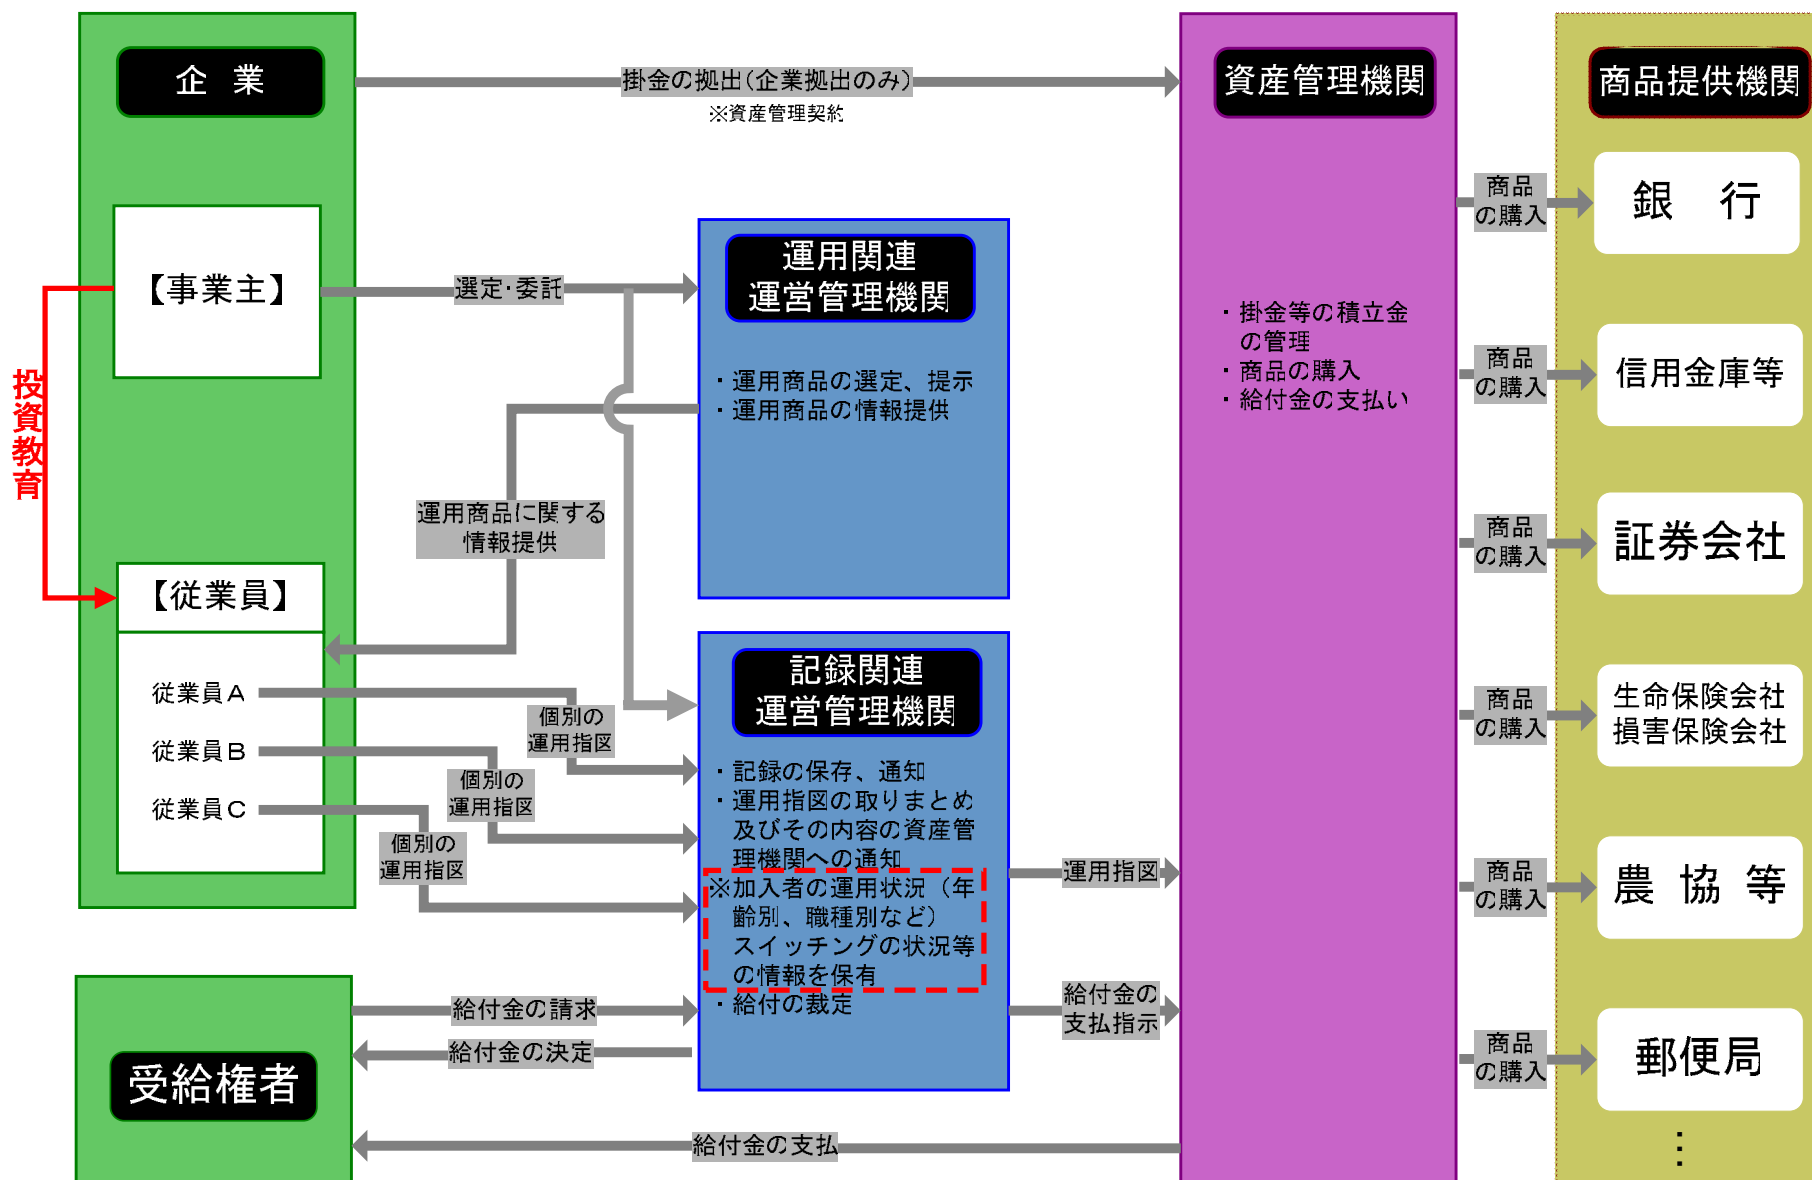 企 業
掛金の拠出(企業拠出のみ)
※資産管理契約
資産管理機関
商品提供機関
【事業主】
選定・委託
運用関連
運営管理機関
・運用商品の選定、提示
・運用商品の情報提供
・掛金等の積立金
の管理
・商品の購入
・給付金の支払い
商品
の購入
銀 行
商品
の購入
信用金庫等
商品
の購入
証券会社
商品
の購入
生命保険会社
損害保険会社
商品
の購入
農 協 等
商品
の購入
郵便局
⋮
投資教育
運用商品に関する
情報提供
【従業員】
従業員A
従業員B
従業員C
個別の
運用指図
個別の
運用指図
個別の
運用指図
記録関連
運営管理機関
・記録の保存、通知
・運用指図の取りまとめ
及びその内容の資産管
理機関への通知
※加入者の運用状況（年
齢別、職種別など）
スイッチングの状況等
の情報を保有
・給付の裁定
運用指図
給付金の
支払指示
受給権者
給付金の請求
給付金の決定
給付金の支払